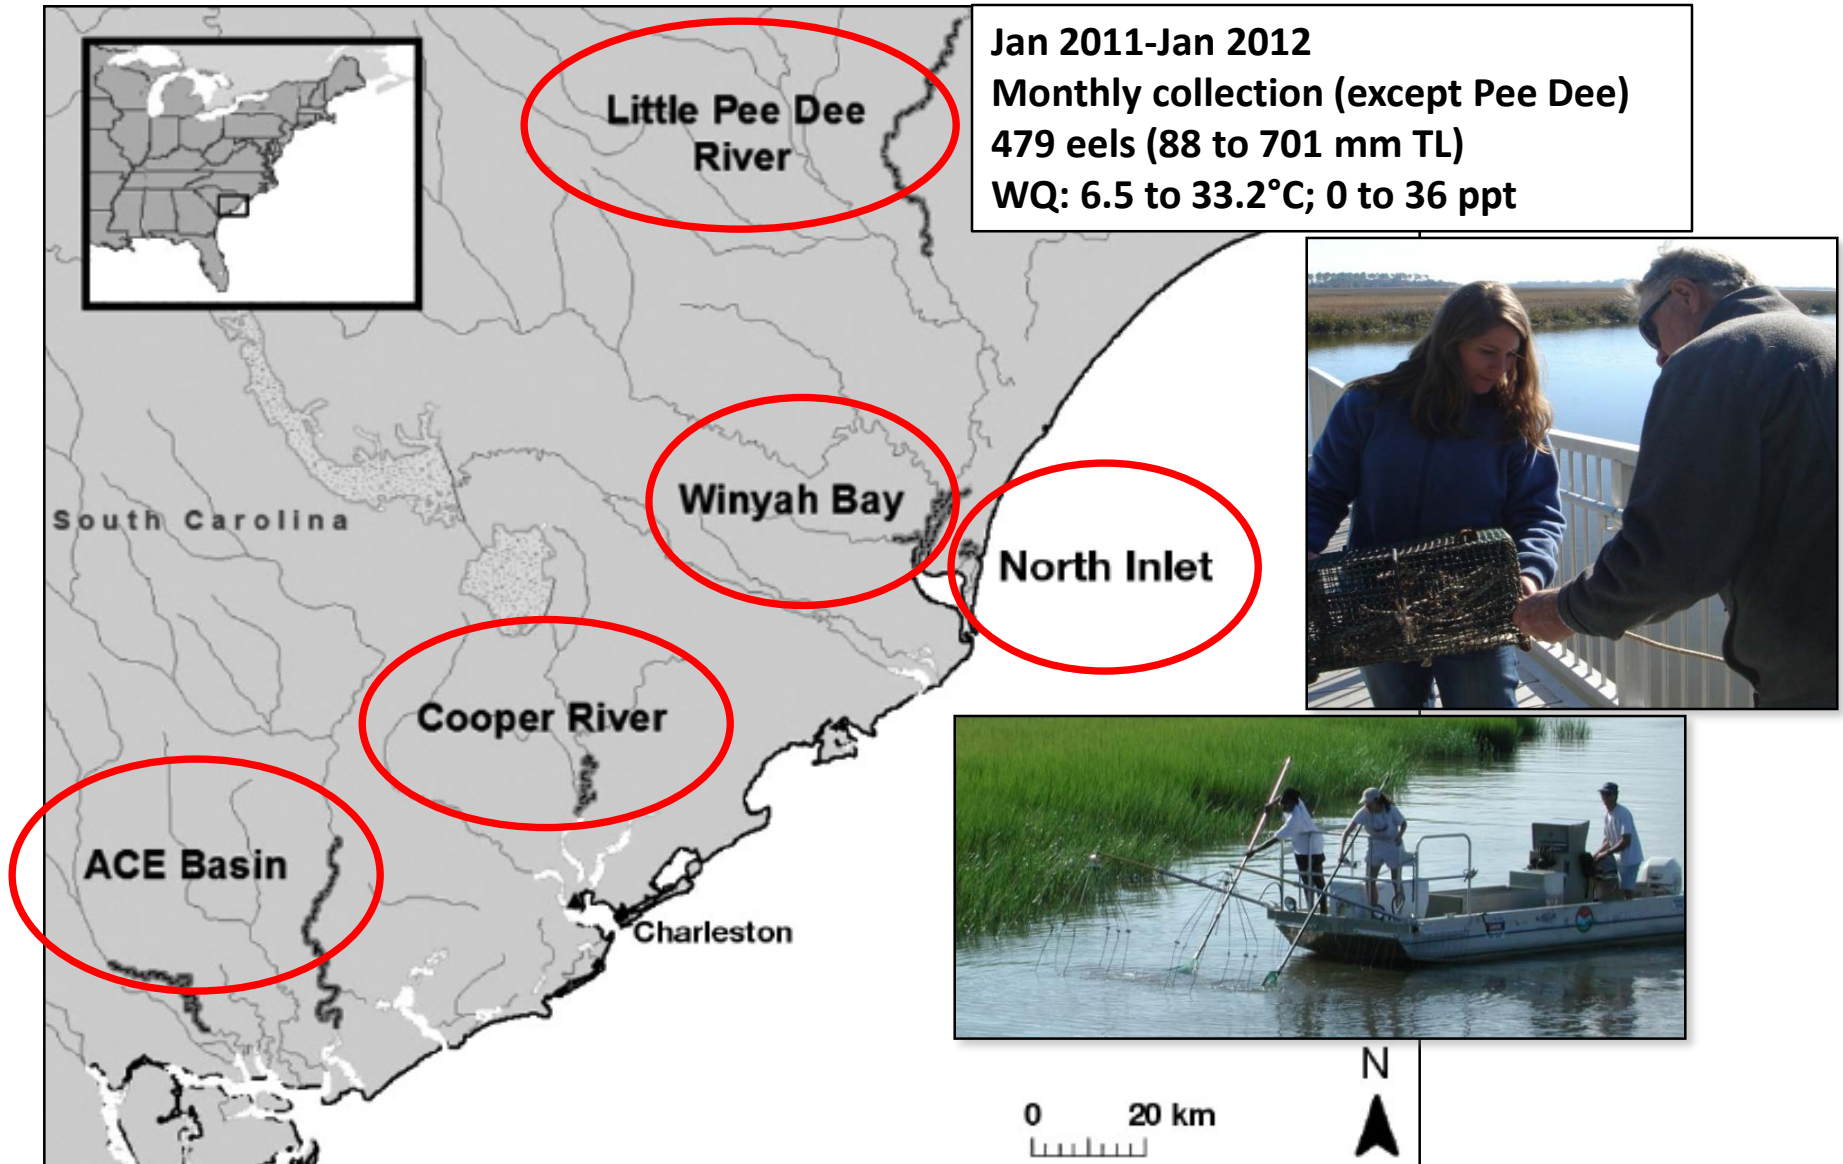 Jan 2011-Jan 2012
Monthly collection (except Pee Dee)
479 eels (88 to 701 mm TL)
WQ: 6.5 to 33.2°C; 0 to 36 ppt
Little Pee Dee
River
Winyah Bay
North Inlet
South Carolina
Cooper River
ACE Basin
Charleston
N
0 20 km